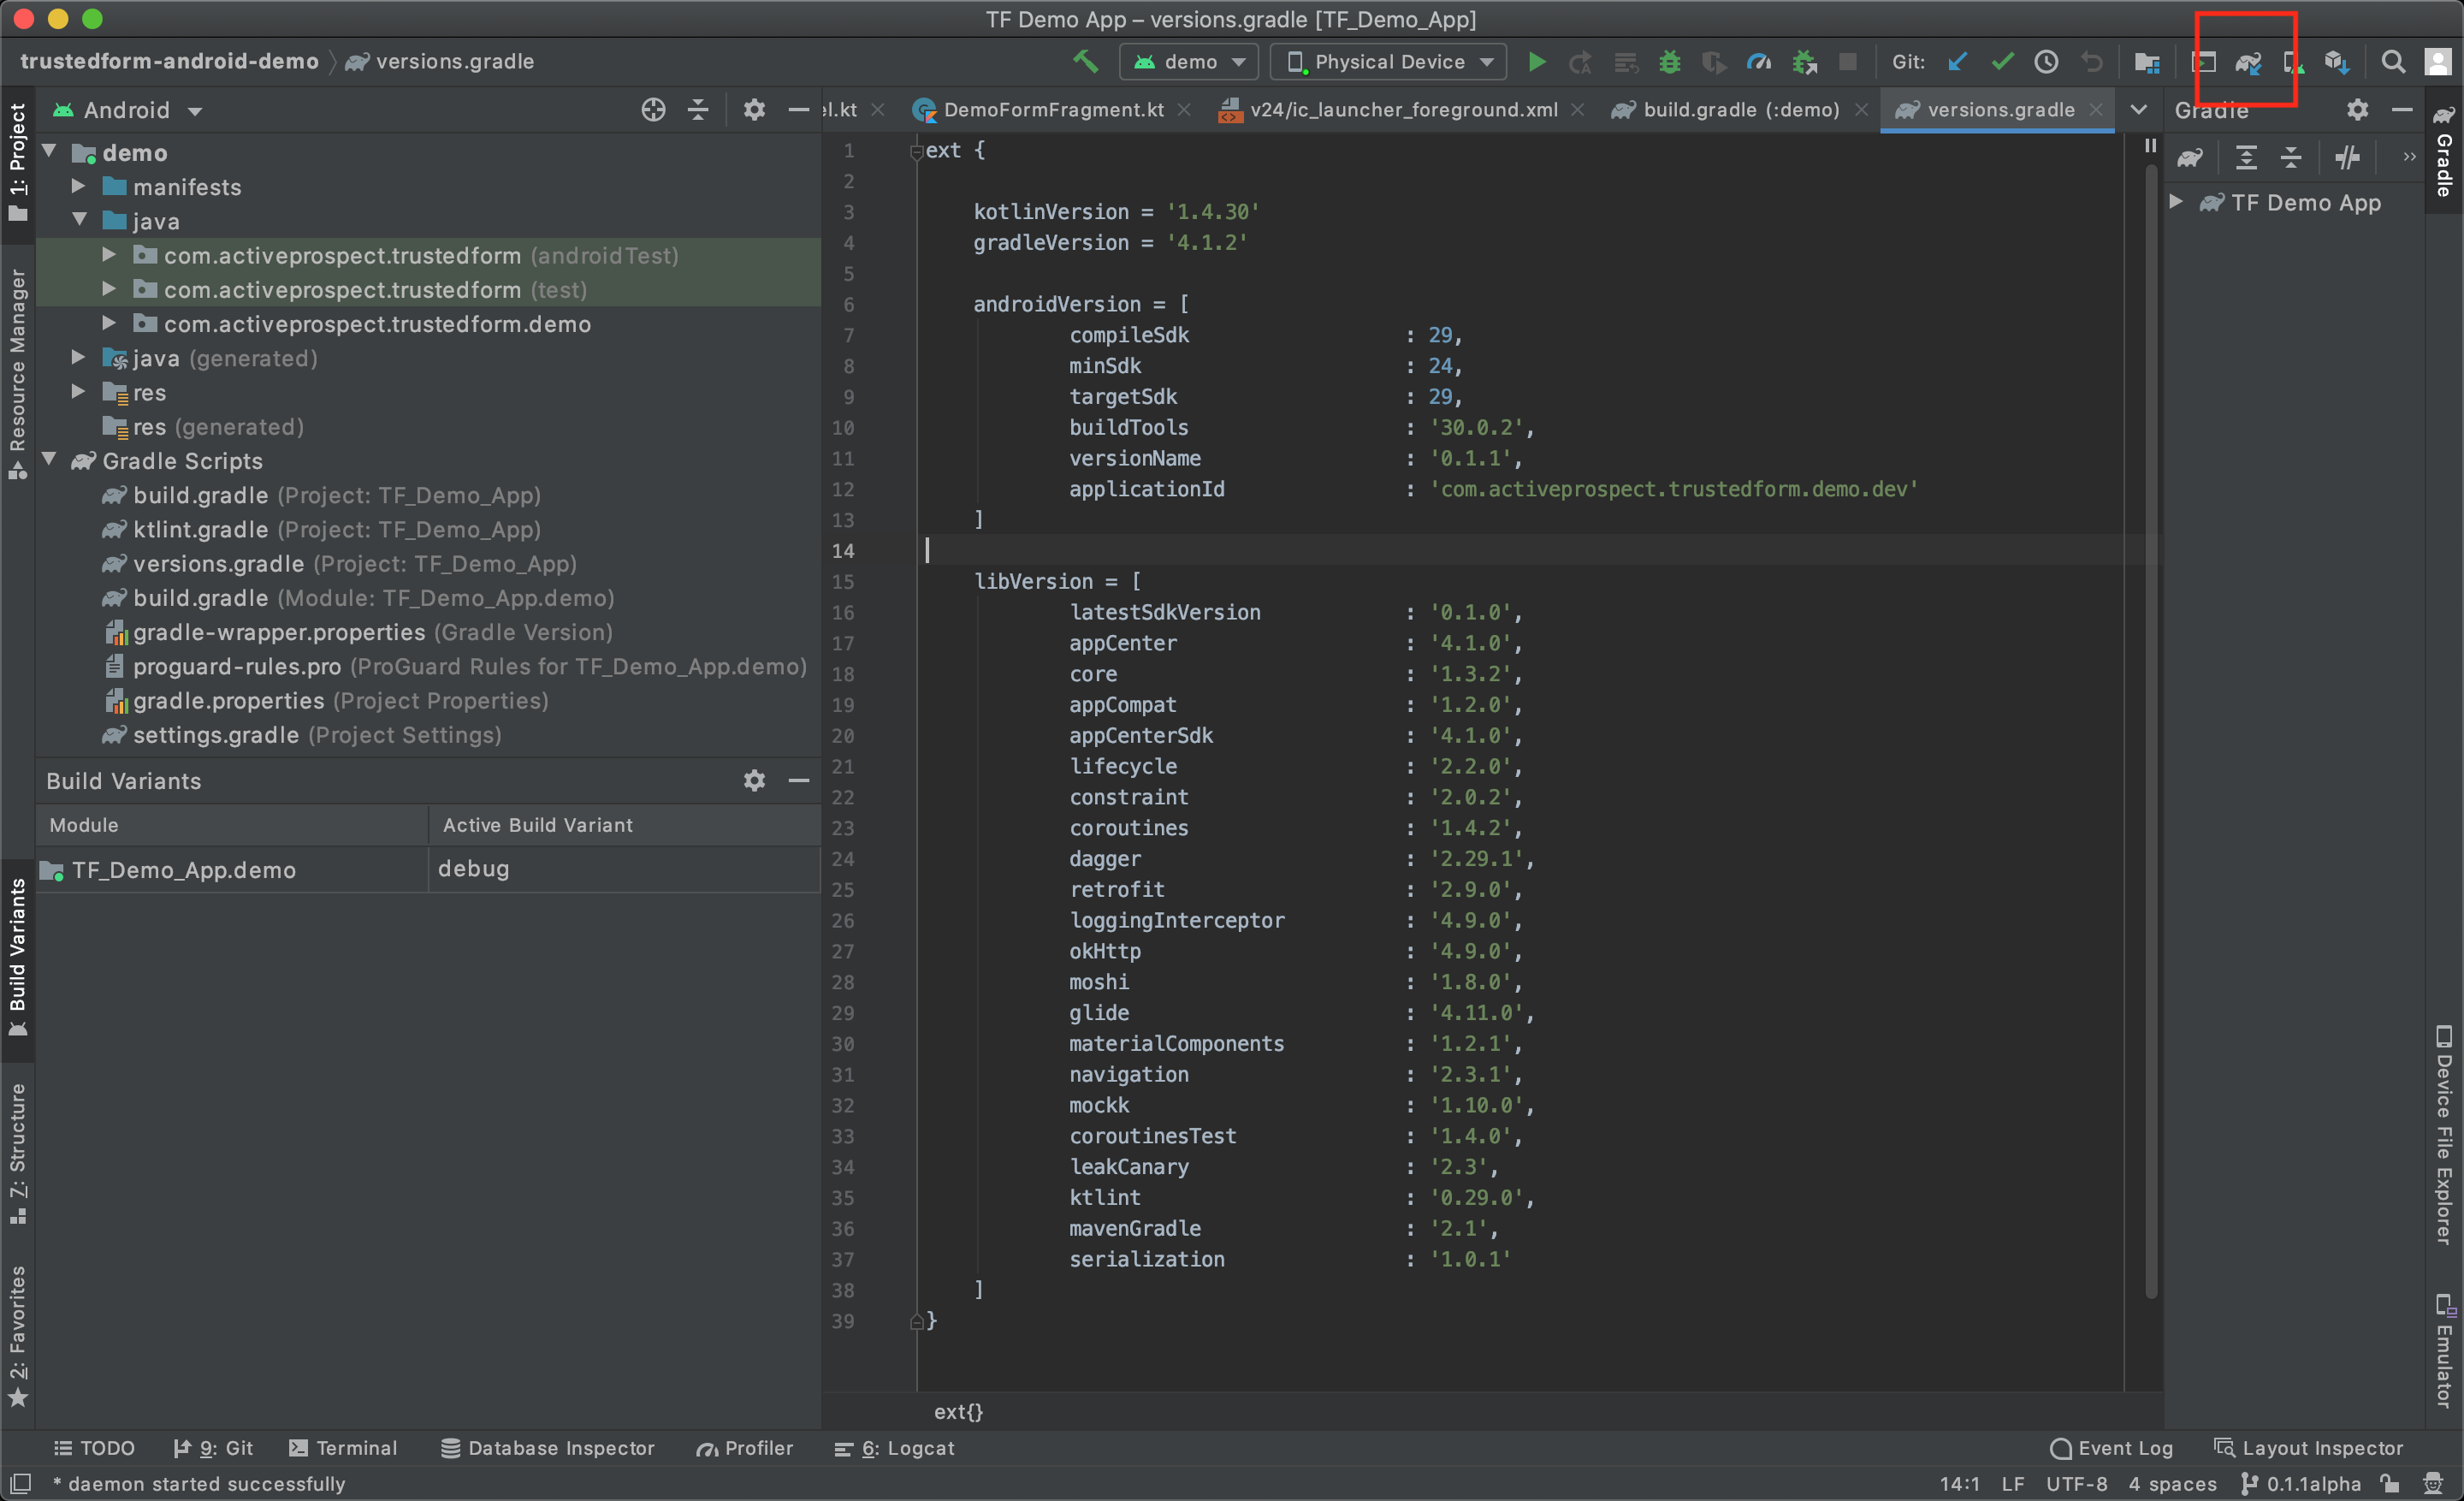 TF Demo App – versions.gradle [TF_Demo_App]
trustedform-android-demo versions.gradle
demo Physical Device Git:
1: Project
Resource Manager
Build Variants
7: Structure
2: Favorites
Android
demo
manifests
java
com.activeprospect.trustedform (androidTest)
com.activeprospect.trustedform (test)
com.activeprospect.trustedform.demo
java (generated)
res
res (generated)
Gradle Scripts
build.gradle (Project: TF_Demo_App)
ktlint.gradle (Project: TF_Demo_App)
versions.gradle (Project: TF_Demo_App)
build.gradle (Module: TF_Demo_App.demo)
gradle-wrapper.properties (Gradle Version)
proguard-rules.pro (ProGuard Rules for TF_Demo_App.demo)
gradle.properties (Project Properties)
settings.gradle (Project Settings)
Build Variants
Module Active Build Variant
TF_Demo_App.demo debug
el.kt DemoFormFragment.kt v24/ic_launcher_foreground.xml build.gradle (:demo) versions.gradle
1 ext {
2
3 kotlinVersion = '1.4.30'
4 gradleVersion = '4.1.2'
5
6 androidVersion = [
7 compileSdk : 29,
8 minSdk : 24,
9 targetSdk : 29,
10 buildTools : '30.0.2',
11 versionName : '0.1.1',
12 applicationId : 'com.activeprospect.trustedform.demo.dev'
13 ]
14
15 libVersion = [
16 latestSdkVersion : '0.1.0',
17 appCenter : '4.1.0',
18 core : '1.3.2',
19 appCompat : '1.2.0',
20 appCenterSdk : '4.1.0',
21 lifecycle : '2.2.0',
22 constraint : '2.0.2',
23 coroutines : '1.4.2',
24 dagger : '2.29.1',
25 retrofit : '2.9.0',
26 loggingInterceptor : '4.9.0',
27 okHttp : '4.9.0',
28 moshi : '1.8.0',
29 glide : '4.11.0',
30 materialComponents : '1.2.1',
31 navigation : '2.3.1',
32 mockk : '1.10.0',
33 coroutinesTest : '1.4.0',
34 leakCanary : '2.3',
35 ktlint : '0.29.0',
36 mavenGradle : '2.1',
37 serialization : '1.0.1'
38 ]
39 }
ext{}
Gradle
TF Demo App
Gradle
Device File Explorer
Emulator
TODO 9: Git Terminal Database Inspector Profiler 6: Logcat Event Log Layout Inspector
* daemon started successfully 14:1 LF UTF-8 4 spaces 0.1.1alpha